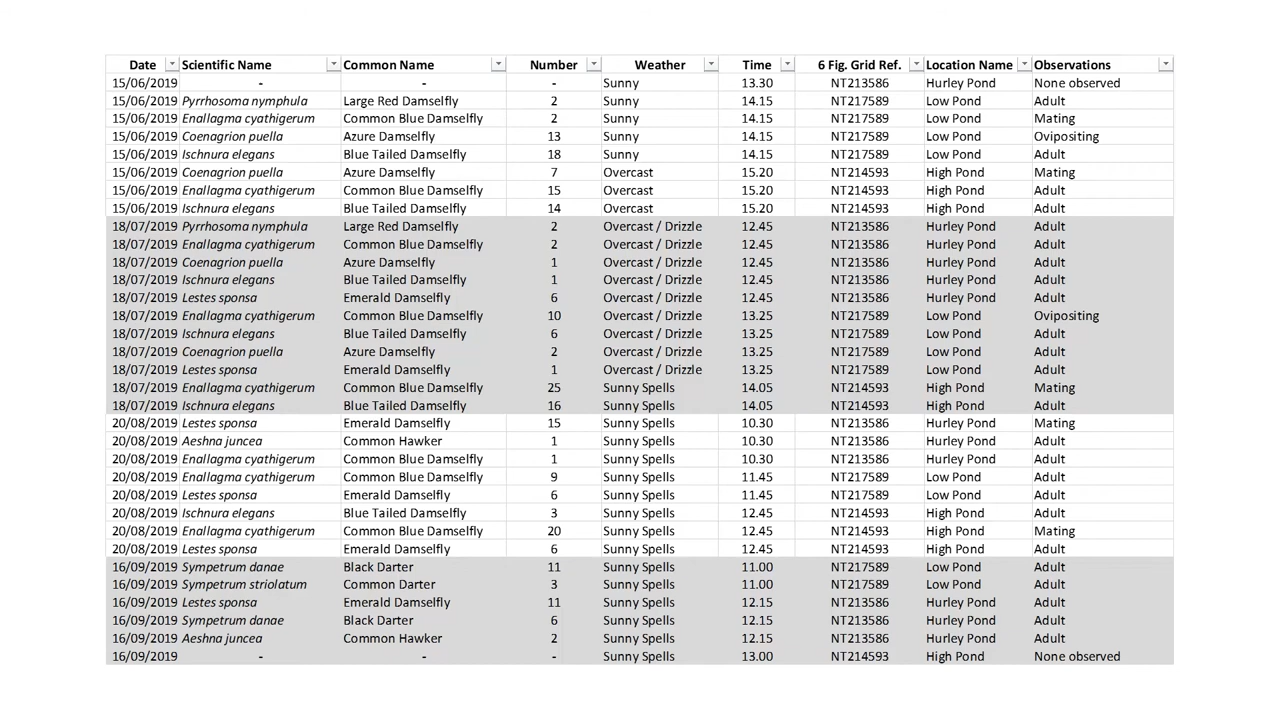 Date Scientific Name Common Name Number Weather Time 6 Fig. Grid Ref. Location Name Observations
15/06/2019 - - - Sunny 13.30 NT213586 Hurley Pond None observed
15/06/2019 Pyrrhosoma nymphula Large Red Damselfly 2 Sunny 14.15 NT217589 Low Pond Adult
15/06/2019 Enallagma cyathigerum Common Blue Damselfly 2 Sunny 14.15 NT217589 Low Pond Mating
15/06/2019 Coenagrion puella Azure Damselfly 13 Sunny 14.15 NT217589 Low Pond Ovipositing
15/06/2019 Ischnura elegans Blue Tailed Damselfly 18 Sunny 14.15 NT217589 Low Pond Adult
15/06/2019 Coenagrion puella Azure Damselfly 7 Overcast 15.20 NT214593 High Pond Mating
15/06/2019 Enallagma cyathigerum Common Blue Damselfly 15 Overcast 15.20 NT214593 High Pond Adult
15/06/2019 Ischnura elegans Blue Tailed Damselfly 14 Overcast 15.20 NT214593 High Pond Adult
18/07/2019 Pyrrhosoma nymphula Large Red Damselfly 2 Overcast / Drizzle 12.45 NT213586 Hurley Pond Adult
18/07/2019 Enallagma cyathigerum Common Blue Damselfly 2 Overcast / Drizzle 12.45 NT213586 Hurley Pond Adult
18/07/2019 Coenagrion puella Azure Damselfly 1 Overcast / Drizzle 12.45 NT213586 Hurley Pond Adult
18/07/2019 Ischnura elegans Blue Tailed Damselfly 1 Overcast / Drizzle 12.45 NT213586 Hurley Pond Adult
18/07/2019 Lestes sponsa Emerald Damselfly 6 Overcast / Drizzle 12.45 NT213586 Hurley Pond Adult
18/07/2019 Enallagma cyathigerum Common Blue Damselfly 10 Overcast / Drizzle 13.25 NT217589 Low Pond Ovipositing
18/07/2019 Ischnura elegans Blue Tailed Damselfly 6 Overcast / Drizzle 13.25 NT217589 Low Pond Adult
18/07/2019 Coenagrion puella Azure Damselfly 2 Overcast / Drizzle 13.25 NT217589 Low Pond Adult
18/07/2019 Lestes sponsa Emerald Damselfly 1 Overcast / Drizzle 13.25 NT217589 Low Pond Adult
18/07/2019 Enallagma cyathigerum Common Blue Damselfly 25 Sunny Spells 14.05 NT214593 High Pond Mating
18/07/2019 Ischnura elegans Blue Tailed Damselfly 16 Sunny Spells 14.05 NT214593 High Pond Adult
20/08/2019 Lestes sponsa Emerald Damselfly 15 Sunny Spells 10.30 NT213586 Hurley Pond Mating
20/08/2019 Aeshna juncea Common Hawker 1 Sunny Spells 10.30 NT213586 Hurley Pond Adult
20/08/2019 Enallagma cyathigerum Common Blue Damselfly 1 Sunny Spells 10.30 NT213586 Hurley Pond Adult
20/08/2019 Enallagma cyathigerum Common Blue Damselfly 9 Sunny Spells 11.45 NT217589 Low Pond Adult
20/08/2019 Lestes sponsa Emerald Damselfly 6 Sunny Spells 11.45 NT217589 Low Pond Adult
20/08/2019 Ischnura elegans Blue Tailed Damselfly 3 Sunny Spells 12.45 NT214593 High Pond Adult
20/08/2019 Enallagma cyathigerum Common Blue Damselfly 20 Sunny Spells 12.45 NT214593 High Pond Mating
20/08/2019 Lestes sponsa Emerald Damselfly 6 Sunny Spells 12.45 NT214593 High Pond Adult
16/09/2019 Sympetrum danae Black Darter 11 Sunny Spells 11.00 NT217589 Low Pond Adult
16/09/2019 Sympetrum striolatum Common Darter 3 Sunny Spells 11.00 NT217589 Low Pond Adult
16/09/2019 Lestes sponsa Emerald Damselfly 11 Sunny Spells 12.15 NT213586 Hurley Pond Adult
16/09/2019 Sympetrum danae Black Darter 6 Sunny Spells 12.15 NT213586 Hurley Pond Adult
16/09/2019 Aeshna juncea Common Hawker 2 Sunny Spells 12.15 NT213586 Hurley Pond Adult
16/09/2019 - - - Sunny Spells 13.00 NT214593 High Pond None observed